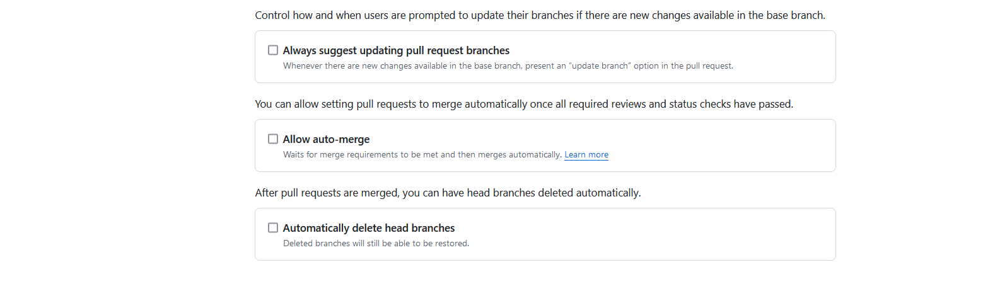 Control how and when users are prompted to update their branches if there are new changes available in the base branch.
Always suggest updating pull request branches
Whenever there are new changes available in the base branch, present an “update branch” option in the pull request.
You can allow setting pull requests to merge automatically once all required reviews and status checks have passed.
Allow auto-merge
Waits for merge requirements to be met and then merges automatically. Learn more
After pull requests are merged, you can have head branches deleted automatically.
Automatically delete head branches
Deleted branches will still be able to be restored.